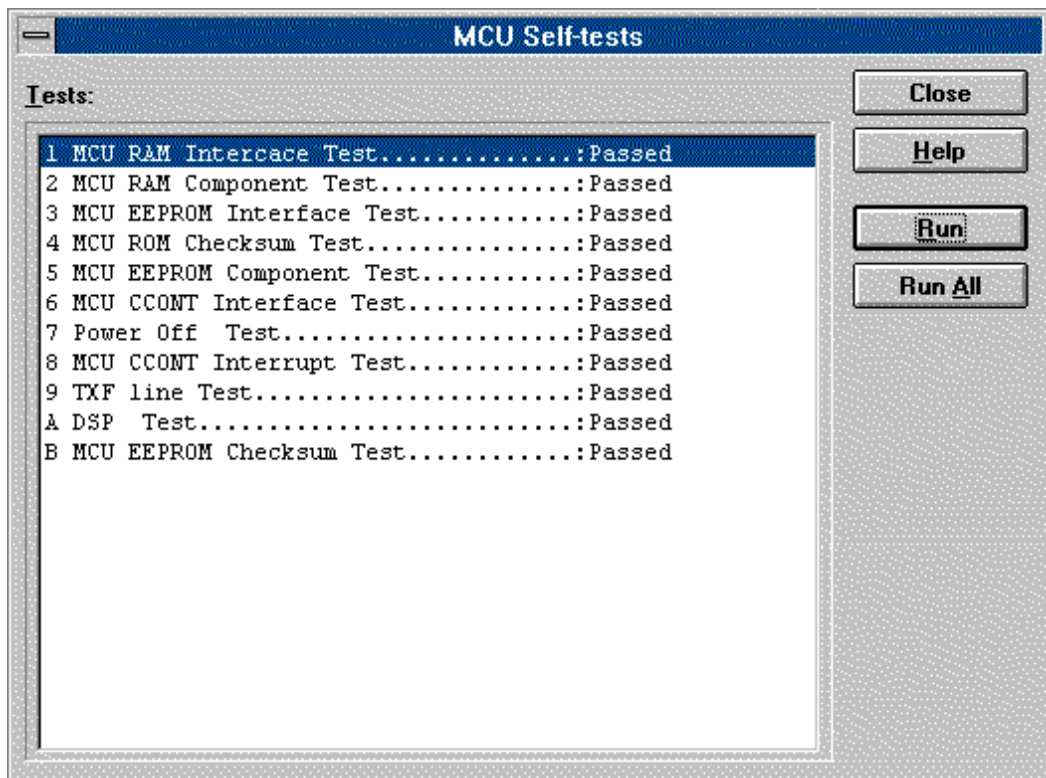 MCU Self-tests
Tests:
1 MCU RAM Intercace Test...............:Passed
2 MCU RAM Component Test...............:Passed
3 MCU EEPROM Interface Test............:Passed
4 MCU ROM Checksum Test................:Passed
5 MCU EEPROM Component Test............:Passed
6 MCU CCONT Interface Test.............:Passed
7 Power Off  Test......................:Passed
8 MCU CCONT Interrupt Test.............:Passed
9 TXF line Test........................:Passed
A DSP  Test............................:Passed
B MCU EEPROM Checksum Test.............:Passed
Close
Help
Run
Run All